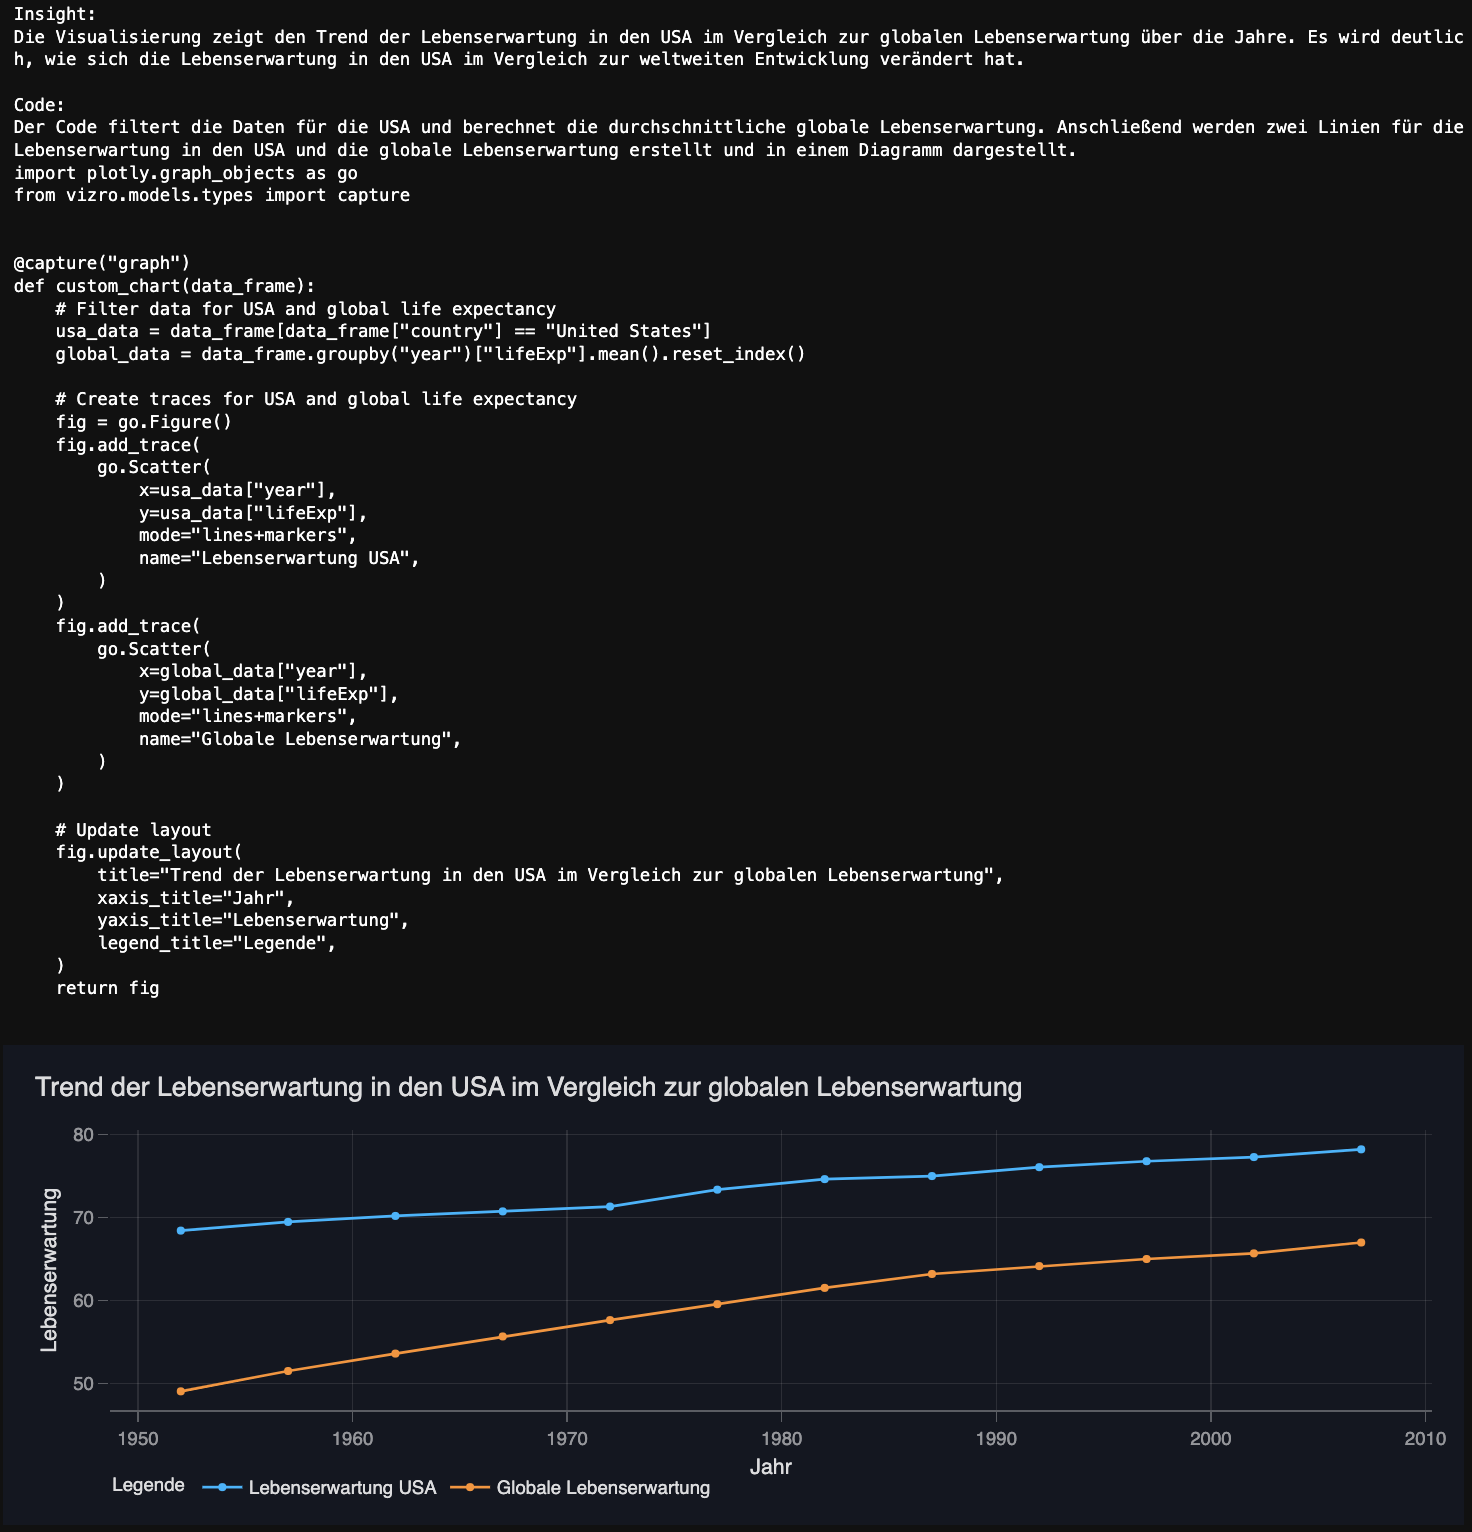 Insight:
Die Visualisierung zeigt den Trend der Lebenserwartung in den USA im Vergleich zur globalen Lebenserwartung über die Jahre. Es wird deutlic
h, wie sich die Lebenserwartung in den USA im Vergleich zur weltweiten Entwicklung verändert hat.

Code:
Der Code filtert die Daten für die USA und berechnet die durchschnittliche globale Lebenserwartung. Anschließend werden zwei Linien für die
Lebenserwartung in den USA und die globale Lebenserwartung erstellt und in einem Diagramm dargestellt.
import plotly.graph_objects as go
from vizro.models.types import capture


@capture("graph")
def custom_chart(data_frame):
    # Filter data for USA and global life expectancy
    usa_data = data_frame[data_frame["country"] == "United States"]
    global_data = data_frame.groupby("year")["lifeExp"].mean().reset_index()

    # Create traces for USA and global life expectancy
    fig = go.Figure()
    fig.add_trace(
        go.Scatter(
            x=usa_data["year"],
            y=usa_data["lifeExp"],
            mode="lines+markers",
            name="Lebenserwartung USA",
        )
    )
    fig.add_trace(
        go.Scatter(
            x=global_data["year"],
            y=global_data["lifeExp"],
            mode="lines+markers",
            name="Globale Lebenserwartung",
        )
    )

    # Update layout
    fig.update_layout(
        title="Trend der Lebenserwartung in den USA im Vergleich zur globalen Lebenserwartung",
        xaxis_title="Jahr",
        yaxis_title="Lebenserwartung",
        legend_title="Legende",
    )
    return fig

Trend der Lebenserwartung in den USA im Vergleich zur globalen Lebenserwartung
80
70
60
50
Lebenserwartung
1950 1960 1970 1980 1990 2000 2010
Jahr
Legende Lebenserwartung USA Globale Lebenserwartung